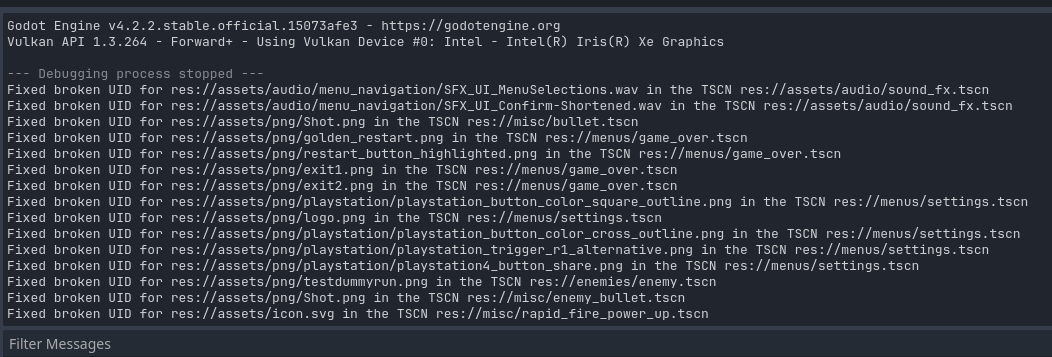 Godot Engine v4.2.2.stable.official.15073afe3 - https://godotengine.org
Vulkan API 1.3.264 - Forward+ - Using Vulkan Device #0: Intel - Intel(R) Iris(R) Xe Graphics
--- Debugging process stopped ---
Fixed broken UID for res://assets/audio/menu_navigation/SFX_UI_MenuSelections.wav in the TSCN res://assets/audio/sound_fx.tscn
Fixed broken UID for res://assets/audio/menu_navigation/SFX_UI_Confirm-Shortened.wav in the TSCN res://assets/audio/sound_fx.tscn
Fixed broken UID for res://assets/png/Shot.png in the TSCN res://misc/bullet.tscn
Fixed broken UID for res://assets/png/golden_restart.png in the TSCN res://menus/game_over.tscn
Fixed broken UID for res://assets/png/restart_button_highlighted.png in the TSCN res://menus/game_over.tscn
Fixed broken UID for res://assets/png/exit1.png in the TSCN res://menus/game_over.tscn
Fixed broken UID for res://assets/png/exit2.png in the TSCN res://menus/game_over.tscn
Fixed broken UID for res://assets/png/playstation/playstation_button_color_square_outline.png in the TSCN res://menus/settings.tscn
Fixed broken UID for res://assets/png/logo.png in the TSCN res://menus/settings.tscn
Fixed broken UID for res://assets/png/playstation/playstation_button_color_cross_outline.png in the TSCN res://menus/settings.tscn
Fixed broken UID for res://assets/png/playstation/playstation_trigger_r1_alternative.png in the TSCN res://menus/settings.tscn
Fixed broken UID for res://assets/png/playstation/playstation4_button_share.png in the TSCN res://menus/settings.tscn
Fixed broken UID for res://assets/png/testdummyrun.png in the TSCN res://enemies/enemy.tscn
Fixed broken UID for res://assets/png/Shot.png in the TSCN res://misc/enemy_bullet.tscn
Fixed broken UID for res://assets/icon.svg in the TSCN res://misc/rapid_fire_power_up.tscn
Filter Messages